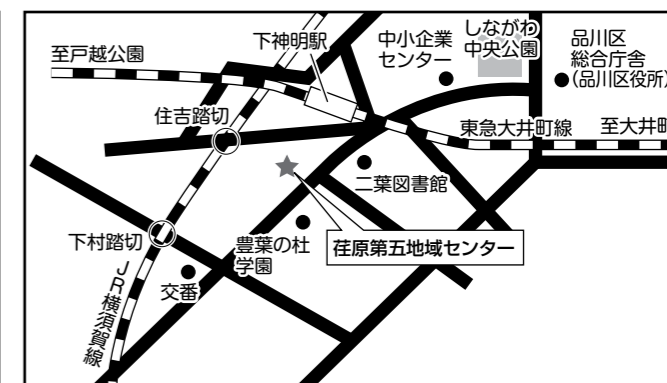 至戸越公園
下神明駅
中小企業
センター
しながわ
中央公園
品川区
総合庁舎
(品川区役所)
住吉踏切
東急大井町線
至大井町
二葉図書館
下村踏切
豊葉の杜
学園
荏原第五地域センター
交番
JR横須賀線